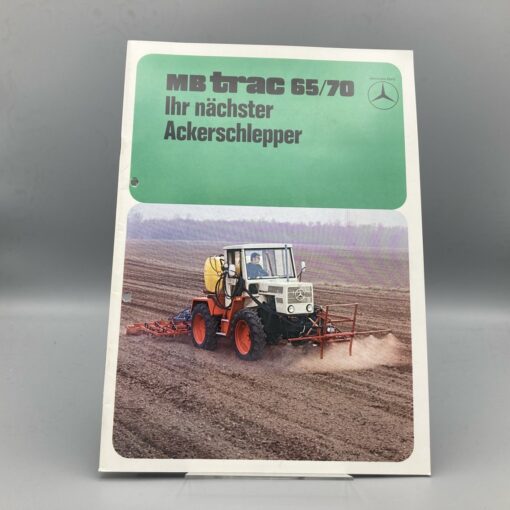 MB trac 65/70
Ihr nächster
Ackerschlepper